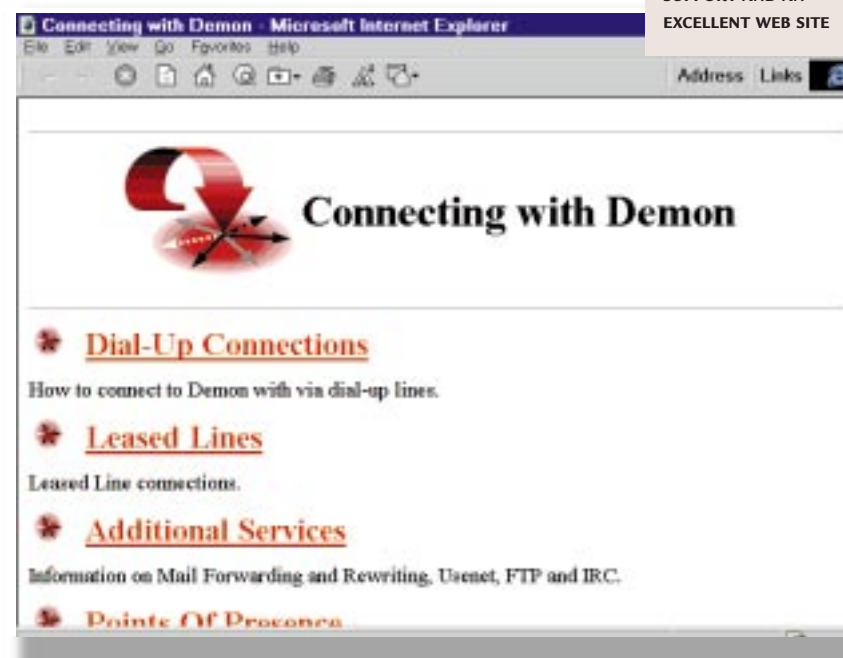 EXCELLENT WEB SITE
Connecting with Demon - Microsoft Internet Explorer
File Edit View Go Favorites Help
Address Links
Connecting with Demon
Dial-Up Connections
How to connect to Demon with via dial-up lines.
Leased Lines
Leased Line connections.
Additional Services
Information on Mail Forwarding and Rewriting, Usenet, FTP and IRC.
Points Of Presence